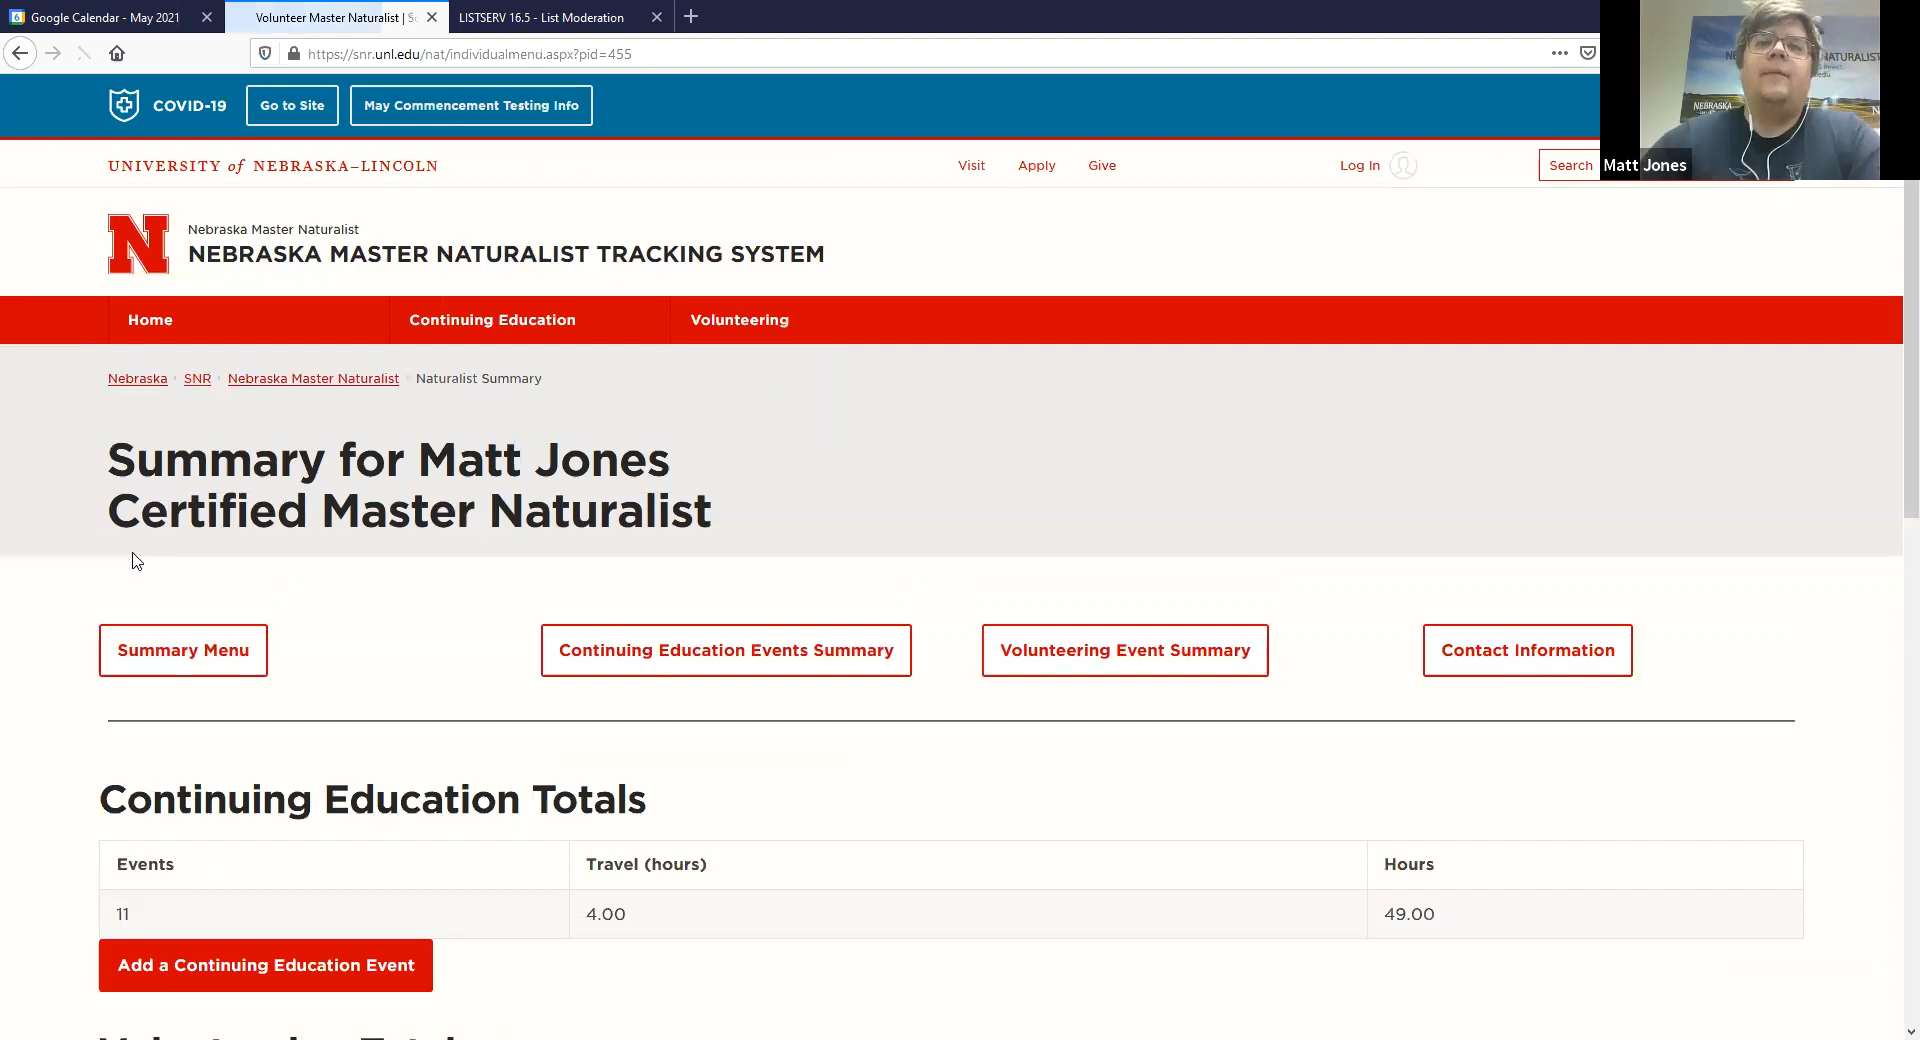 Google Calendar - May 2021
Volunteer Master Naturalist | Sc
LISTSERV 16.5 - List Moderation
https://snr.unl.edu/nat/individualmenu.aspx?pid=455
COVID-19
Go to Site
May Commencement Testing Info
UNIVERSITY of NEBRASKA–LINCOLN
Visit
Apply
Give
Log In
Search
Matt Jones
NATURALIST
NEBRASKA
N
Nebraska Master Naturalist
NEBRASKA MASTER NATURALIST TRACKING SYSTEM
Home
Continuing Education
Volunteering
Nebraska
SNR
Nebraska Master Naturalist
Naturalist Summary
Summary for Matt Jones
Certified Master Naturalist
Summary Menu
Continuing Education Events Summary
Volunteering Event Summary
Contact Information
Continuing Education Totals
Events
Travel (hours)
Hours
11
4.00
49.00
Add a Continuing Education Event